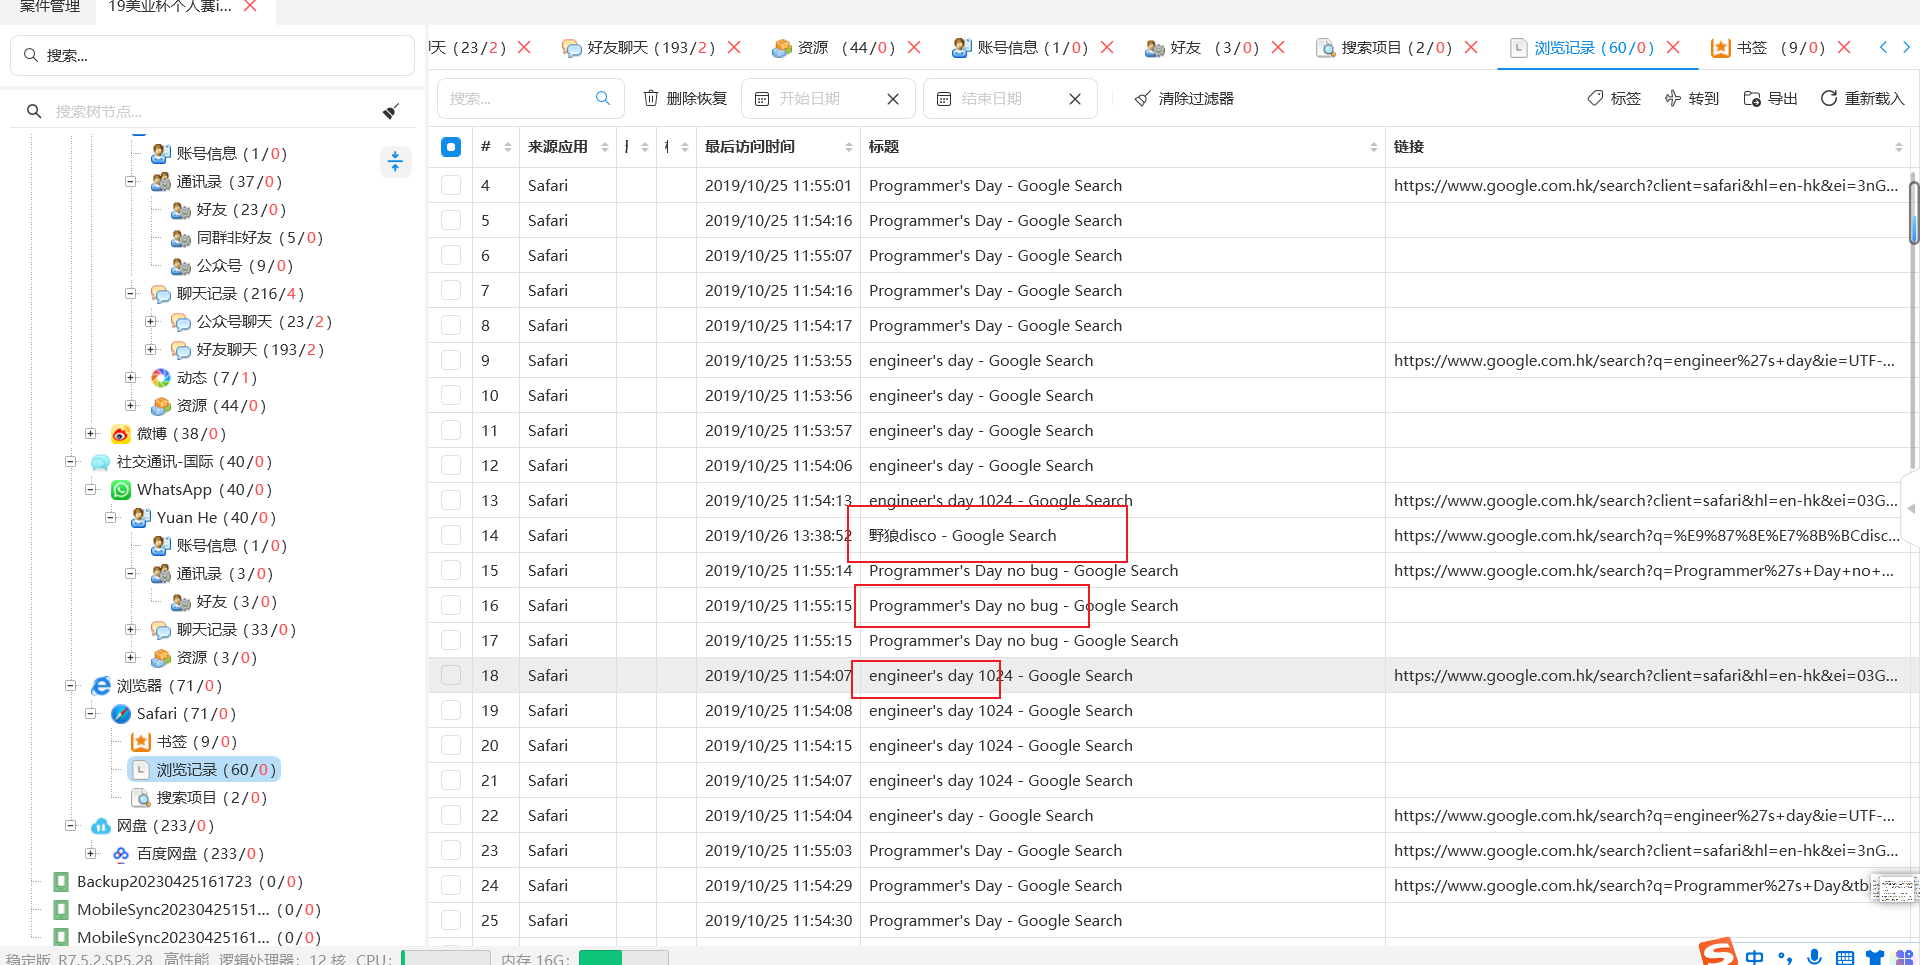 案件管理 19美亚杯个人赛i...
搜索...
天 (23/2) 好友聊天 (193/2) 资源 (44/0) 账号信息 (1/0) 好友 (3/0) 搜索项目 (2/0) 浏览记录 (60/0) 书签 (9/0)
搜索树节点...
账号信息 (1/0)
通讯录 (37/0)
好友 (23/0)
同群非好友 (5/0)
公众号 (9/0)
聊天记录 (216/4)
公众号聊天 (23/2)
好友聊天 (193/2)
动态 (7/1)
资源 (44/0)
微博 (38/0)
社交通讯-国际 (40/0)
WhatsApp (40/0)
Yuan He (40/0)
账号信息 (1/0)
通讯录 (3/0)
好友 (3/0)
聊天记录 (33/0)
资源 (3/0)
浏览器 (71/0)
Safari (71/0)
书签 (9/0)
浏览记录 (60/0)
搜索项目 (2/0)
网盘 (233/0)
百度网盘 (233/0)
Backup20230425161723 (0/0)
MobileSync20230425151... (0/0)
MobileSync20230425161... (0/0)
搜索... 删除恢复 开始日期 结束日期 清除过滤器 标签 转到 导出 重新载入
# 来源应用 最后访问时间 标题 链接
4 Safari 2019/10/25 11:55:01 Programmer's Day - Google Search https://www.google.com.hk/search?client=safari&hl=en-hk&ei=3nG...
5 Safari 2019/10/25 11:54:16 Programmer's Day - Google Search
6 Safari 2019/10/25 11:55:07 Programmer's Day - Google Search
7 Safari 2019/10/25 11:54:16 Programmer's Day - Google Search
8 Safari 2019/10/25 11:54:17 Programmer's Day - Google Search
9 Safari 2019/10/25 11:53:55 engineer's day - Google Search https://www.google.com.hk/search?q=engineer%27s+day&ie=UTF-...
10 Safari 2019/10/25 11:53:56 engineer's day - Google Search
11 Safari 2019/10/25 11:53:57 engineer's day - Google Search
12 Safari 2019/10/25 11:54:06 engineer's day - Google Search
13 Safari 2019/10/25 11:54:13 engineer's day 1024 - Google Search https://www.google.com.hk/search?client=safari&hl=en-hk&ei=03G...
14 Safari 2019/10/26 13:38:52 野狼disco - Google Search https://www.google.com.hk/search?q=%E9%87%8E%E7%8B%BCdisc...
15 Safari 2019/10/25 11:55:14 Programmer's Day no bug - Google Search https://www.google.com.hk/search?q=Programmer%27s+Day+no+...
16 Safari 2019/10/25 11:55:15 Programmer's Day no bug - Google Search
17 Safari 2019/10/25 11:55:15 Programmer's Day no bug - Google Search
18 Safari 2019/10/25 11:54:07 engineer's day 1024 - Google Search https://www.google.com.hk/search?client=safari&hl=en-hk&ei=03G...
19 Safari 2019/10/25 11:54:08 engineer's day 1024 - Google Search
20 Safari 2019/10/25 11:54:15 engineer's day 1024 - Google Search
21 Safari 2019/10/25 11:54:07 engineer's day 1024 - Google Search
22 Safari 2019/10/25 11:54:04 engineer's day - Google Search https://www.google.com.hk/search?q=engineer%27s+day&ie=UTF-...
23 Safari 2019/10/25 11:55:03 Programmer's Day - Google Search https://www.google.com.hk/search?client=safari&hl=en-hk&ei=3nG...
24 Safari 2019/10/25 11:54:29 Programmer's Day - Google Search https://www.google.com.hk/search?q=Programmer%27s+Day&tb
25 Safari 2019/10/25 11:54:30 Programmer's Day - Google Search
稳定版 R7.5.2.SP5.28 高性能 逻辑处理器: 12 核 CPU: 内存 16G: 中